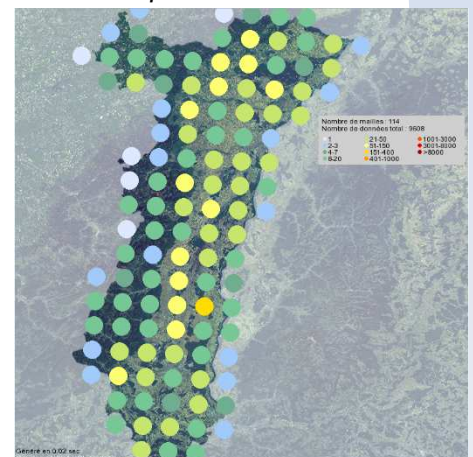 Nombre de mailles : 114
Nombre de données total : 9608
1 21-50 1001-3000
2-3 51-150 3001-8000
4-7 151-400 >8000
8-20 401-1000
Généré en 0.02 sec.